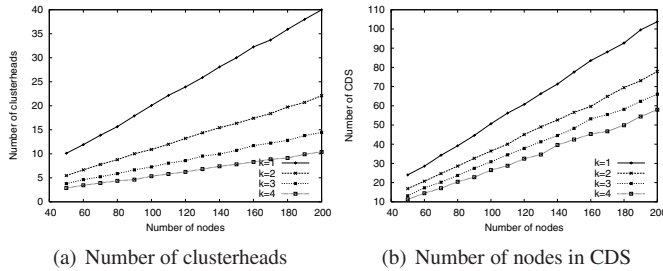 40
35
30
25
20
15
10
5
0
Number of clusterheads
40 60 80 100 120 140 160 180 200
Number of nodes
k=1
k=2
k=3
k=4
(a) Number of clusterheads
110
100
90
80
70
60
50
40
30
20
10
Number of CDS
40 60 80 100 120 140 160 180 200
Number of nodes
k=1
k=2
k=3
k=4
(b) Number of nodes in CDS